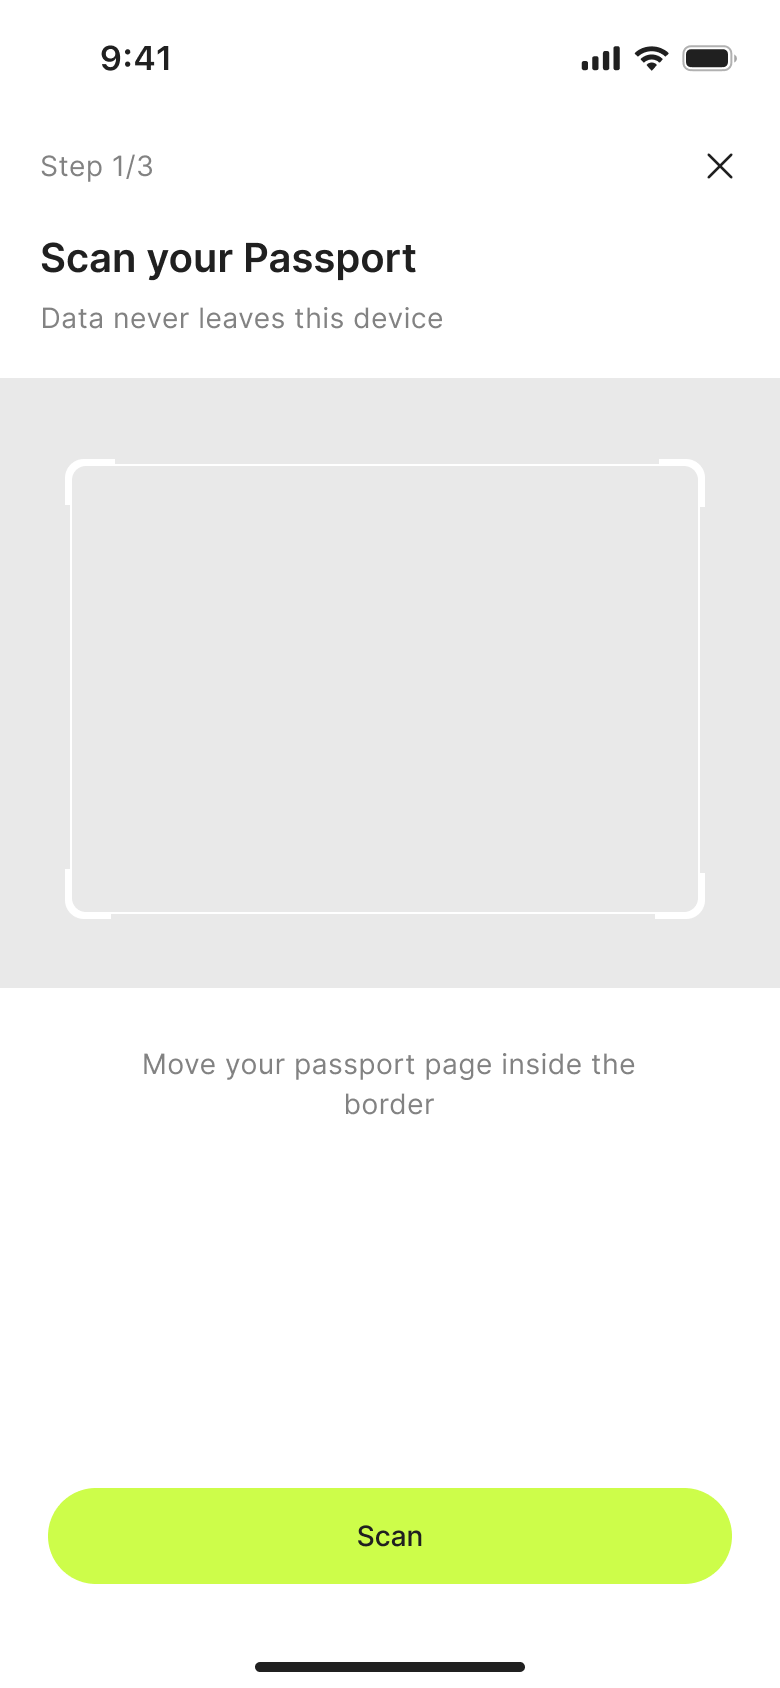 9:41
Step 1/3
Scan your Passport
Data never leaves this device
Move your passport page inside the
border
Scan